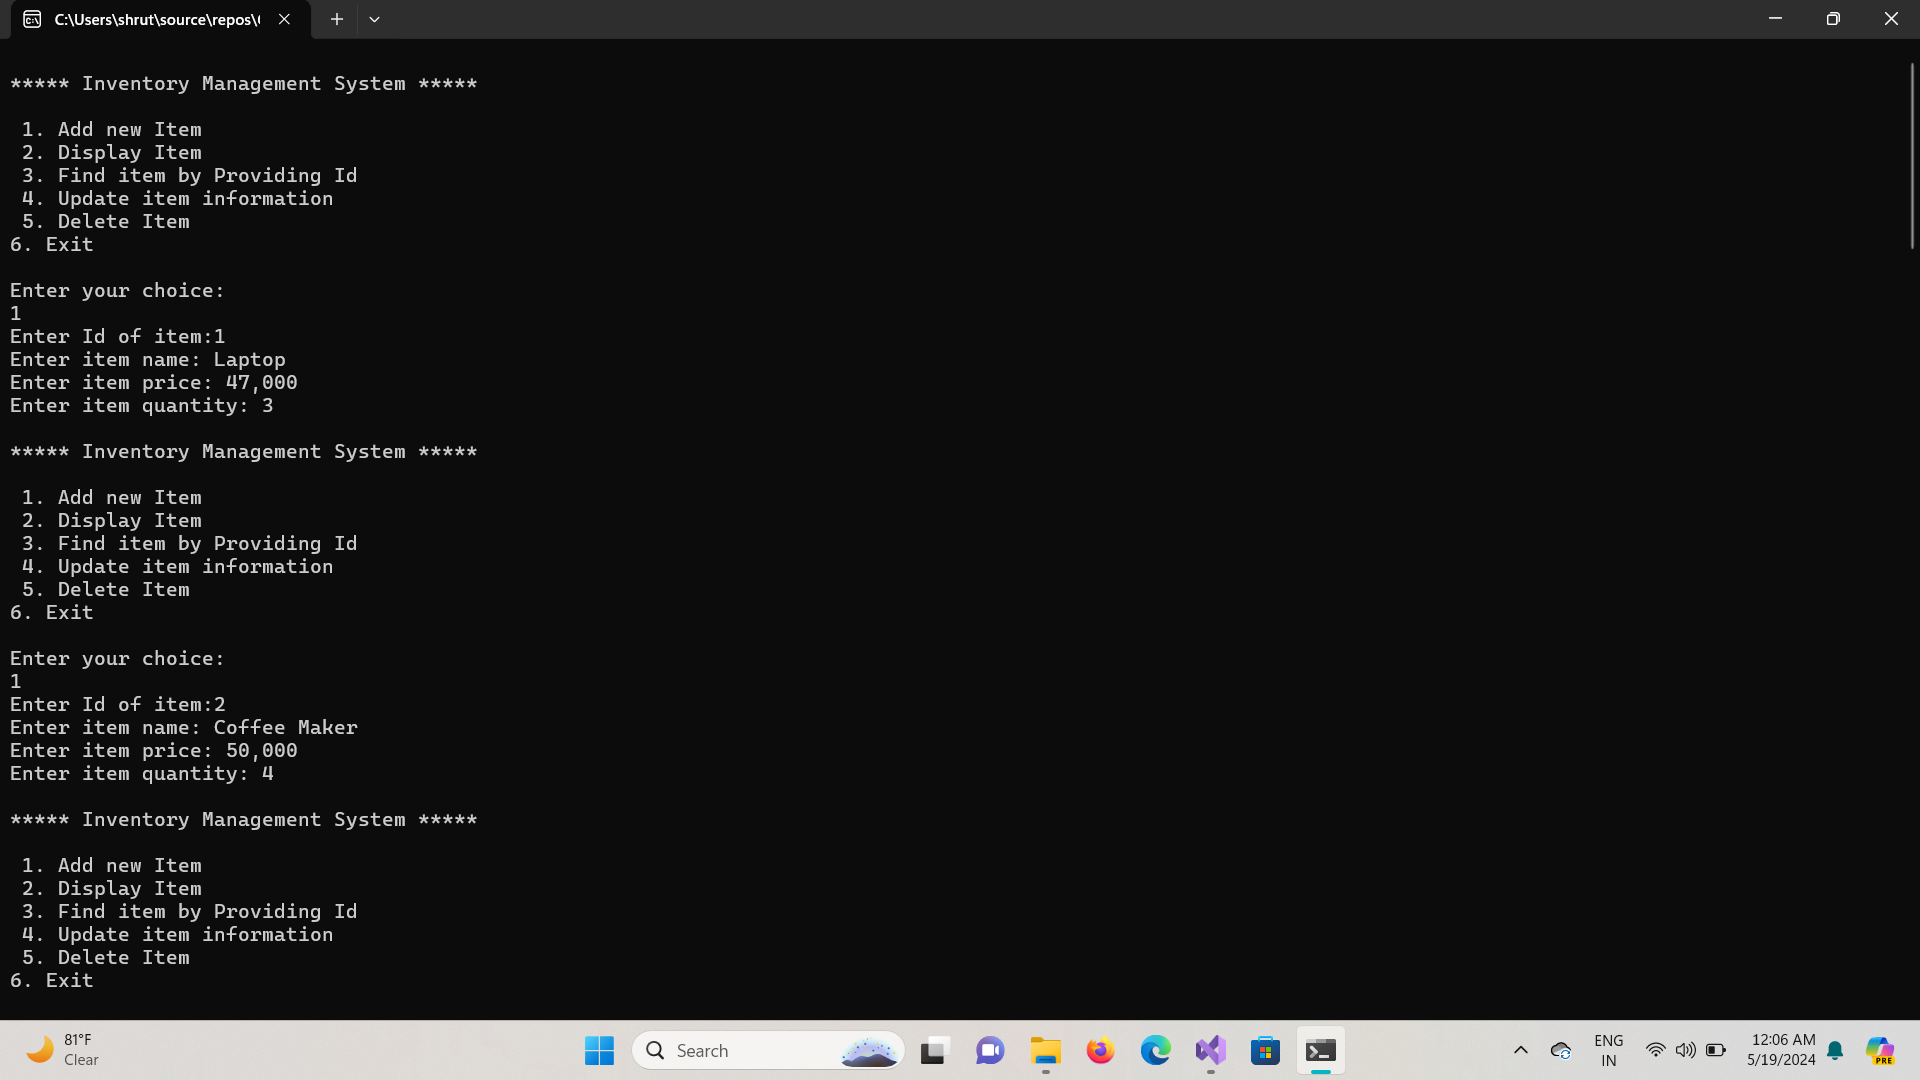 C:\Users\shrut\source\repos\
***** Inventory Management System *****
1. Add new Item
2. Display Item
3. Find item by Providing Id
4. Update item information
5. Delete Item
6. Exit
Enter your choice:
1
Enter Id of item:1
Enter item name: Laptop
Enter item price: 47,000
Enter item quantity: 3
***** Inventory Management System *****
1. Add new Item
2. Display Item
3. Find item by Providing Id
4. Update item information
5. Delete Item
6. Exit
Enter your choice:
1
Enter Id of item:2
Enter item name: Coffee Maker
Enter item price: 50,000
Enter item quantity: 4
***** Inventory Management System *****
1. Add new Item
2. Display Item
3. Find item by Providing Id
4. Update item information
5. Delete Item
6. Exit
81°F
Clear
Search
ENG
IN
12:06 AM
5/19/2024
PRE